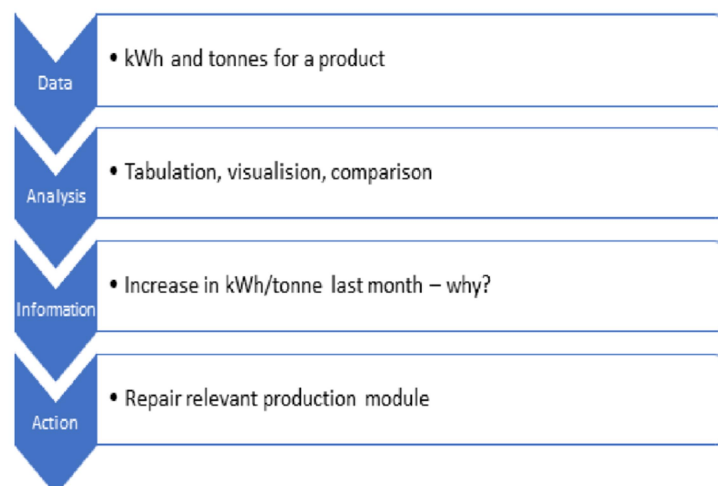 Data
• kWh and tonnes for a product
Analysis
• Tabulation, visualision, comparison
Information
• Increase in kWh/tonne last month – why?
Action
• Repair relevant production module